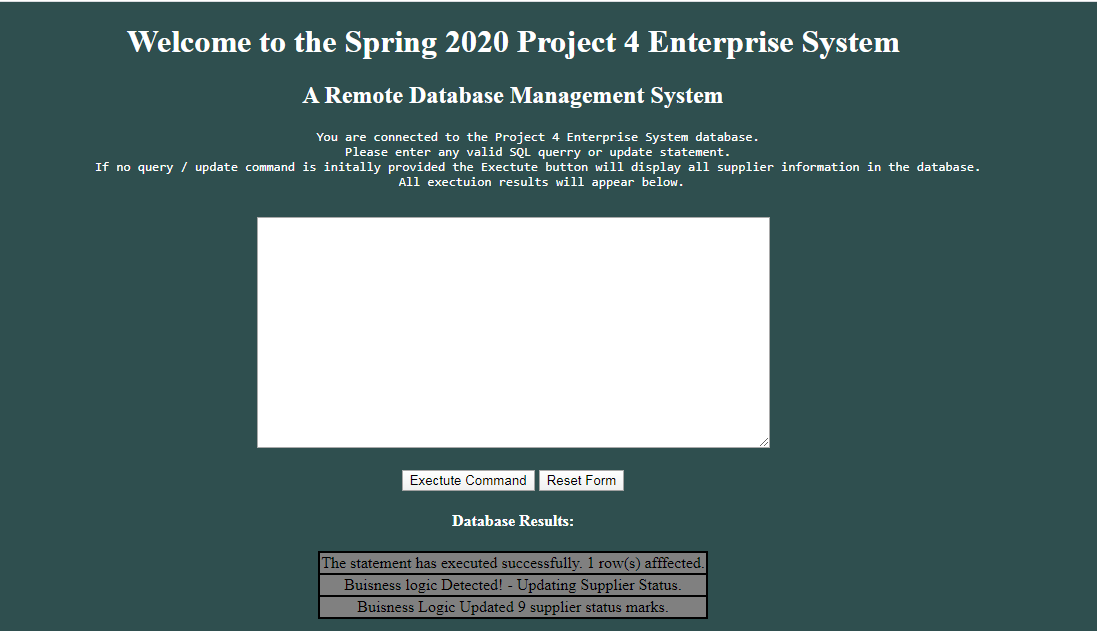 Welcome to the Spring 2020 Project 4 Enterprise System
A Remote Database Management System
You are connected to the Project 4 Enterprise System database.
Please enter any valid SQL querry or update statement.
If no query / update command is initally provided the Exectute button will display all supplier information in the database.
All exectuion results will appear below.
Exectute Command Reset Form
Database Results:
The statement has executed successfully. 1 row(s) afffected.
Buisness logic Detected! - Updating Supplier Status.
Buisness Logic Updated 9 supplier status marks.